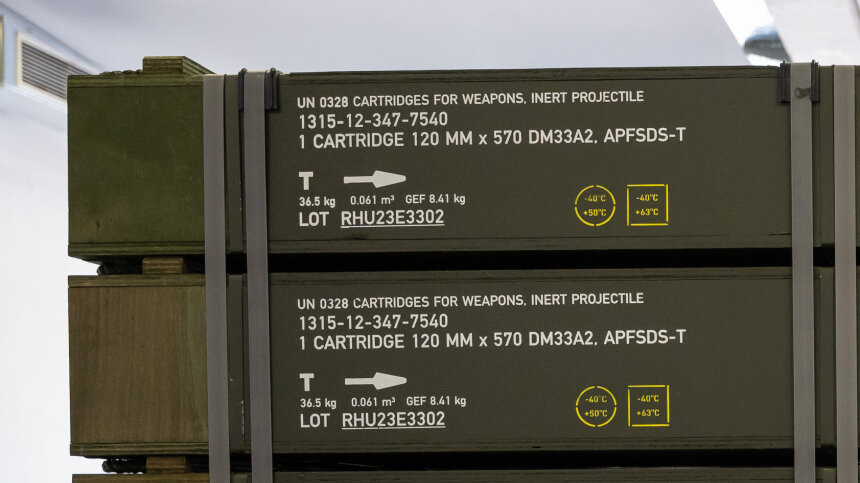 UN 0328 CARTRIDGES FOR WEAPONS, INERT PROJECTILE
1315-12-347-7540
1 CARTRIDGE 120 MM x 570 DM33A2, APFSDS-T
T
36.5 kg 0.061 m³ GEF 8.41 kg
LOT RHU23E3302
-40°C
+50°C
-40°C
+63°C
UN 0328 CARTRIDGES FOR WEAPONS, INERT PROJECTILE
1315-12-347-7540
1 CARTRIDGE 120 MM x 570 DM33A2, APFSDS-T
T
36.5 kg 0.061 m³ GEF 8.41 kg
LOT RHU23E3302
-40°C
+50°C
-40°C
+63°C